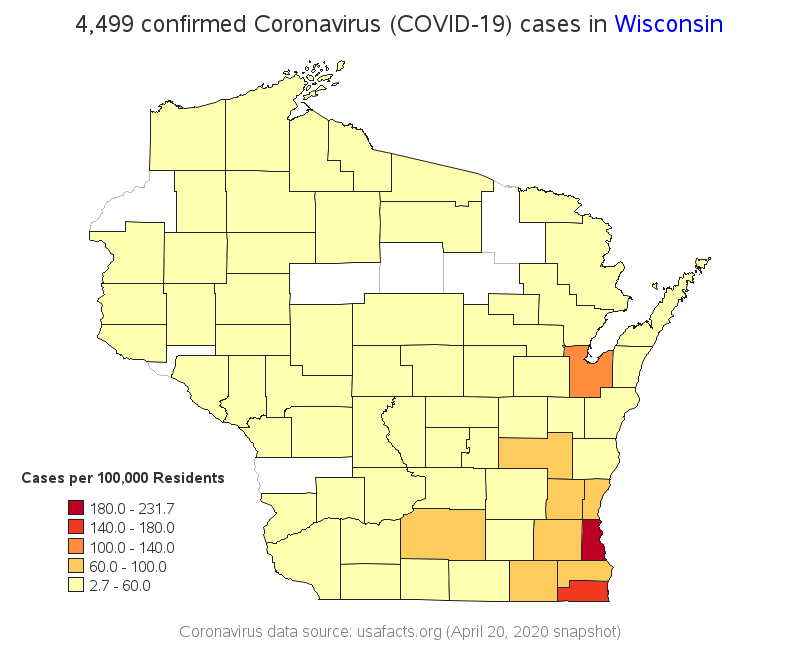 4,499 confirmed Coronavirus (COVID-19) cases in Wisconsin
Cases per 100,000 Residents
180.0 - 231.7
140.0 - 180.0
100.0 - 140.0
60.0 - 100.0
2.7 - 60.0
Coronavirus data source: usafacts.org (April 20, 2020 snapshot)